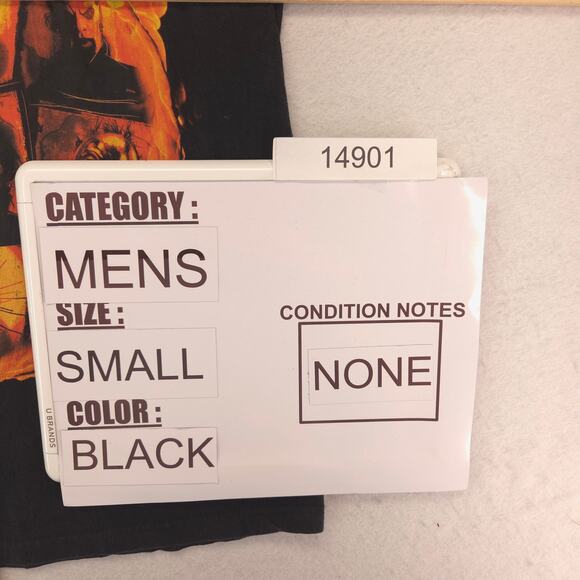 14901
CATEGORY :
MENS
SIZE :
SMALL
COLOR :
BLACK
CONDITION NOTES
NONE
U BRANDS